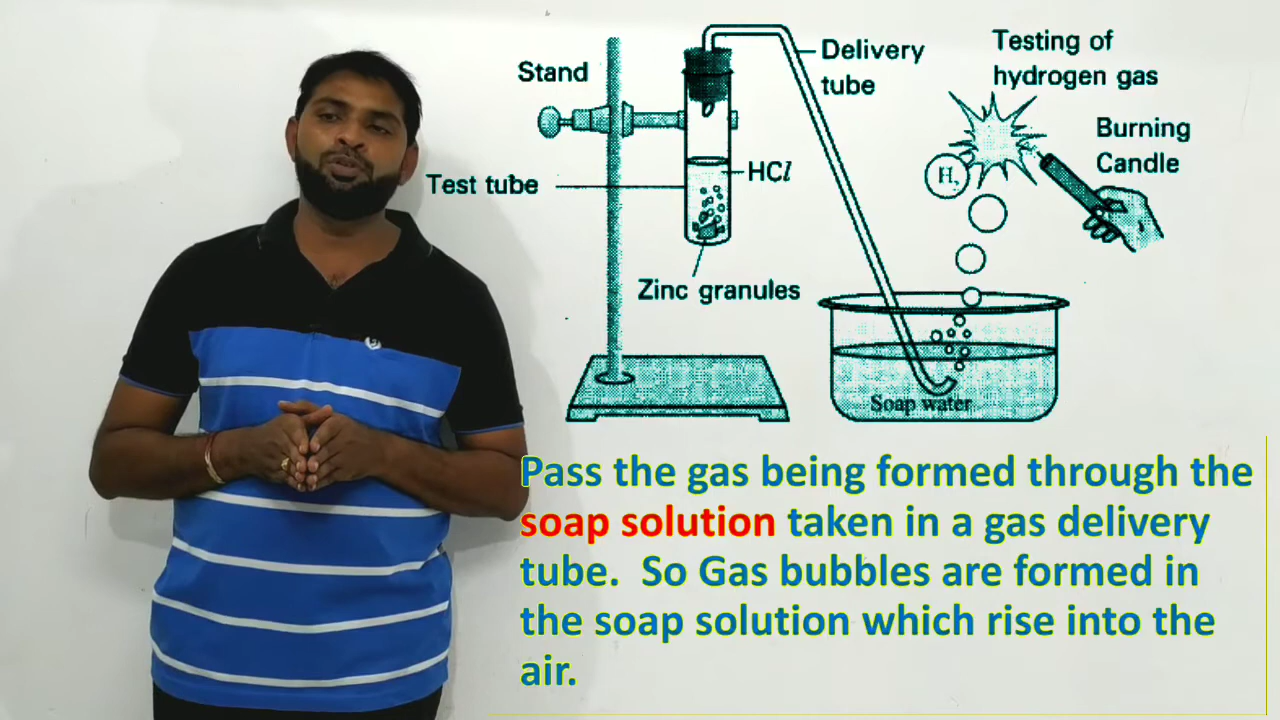 Testing of
hydrogen gas
Delivery
tube
Stand
Burning
Candle
HCl
H₂
Test tube
Zinc granules
Soap water
Pass the gas being formed through the
soap solution taken in a gas delivery
tube. So Gas bubbles are formed in
the soap solution which rise into the
air.